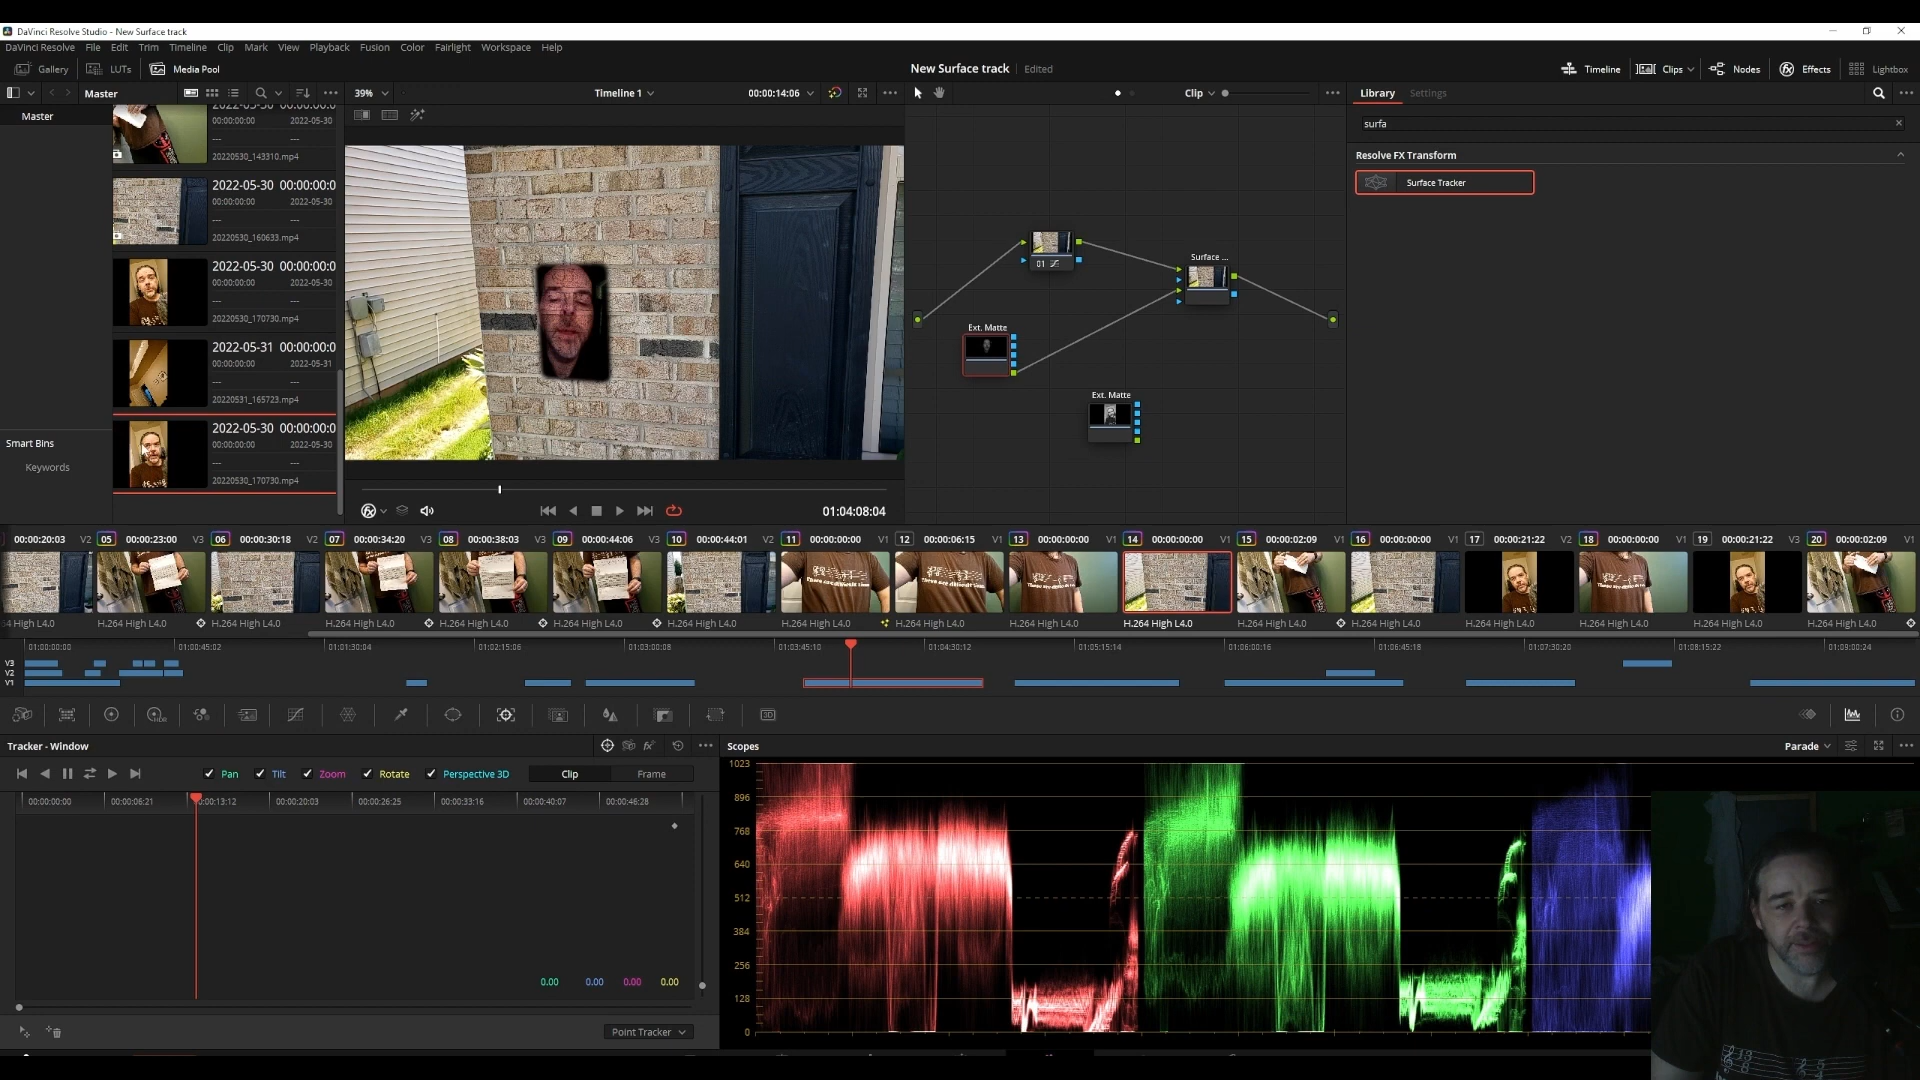 DaVinci Resolve Studio - New Surface track
DaVinci Resolve File Edit Trim Timeline Clip Mark View Playback Fusion Color Fairlight Workspace Help
Gallery LUTs Media Pool New Surface track Edited Timeline Clips Nodes Effects Lightbox
Master 39% Timeline 1 00:00:14:06 Clip Library Settings
Master
surfa
Resolve FX Transform
Surface Tracker
00:00:00:00 2022-05-30
--- ---
20220530_143310.mp4
2022-05-30 00:00:00:0
00:00:00:00 2022-05-30
--- ---
20220530_160633.mp4
2022-05-30 00:00:00:0
00:00:00:00 2022-05-30
--- ---
20220530_170730.mp4
2022-05-31 00:00:00:0
00:00:00:00 2022-05-31
--- ---
20220531_165723.mp4
2022-05-30 00:00:00:0
00:00:00:00 2022-05-30
--- ---
20220530_170730.mp4
Smart Bins
Keywords
01
Surface ...
Ext. Matte
Ext. Matte
01:04:08:04
00:00:20:03 V2 05 00:00:23:00 V3 06 00:00:30:18 V2 07 00:00:34:20 V3 08 00:00:38:03 V3 09 00:00:44:06 V3 10 00:00:44:01 V2 11 00:00:00:00 V1 12 00:00:06:15 V1 13 00:00:00:00 V1 14 00:00:00:00 V1 15 00:00:02:09 V1 16 00:00:00:00 V1 17 00:00:21:22 V2 18 00:00:00:00 V1 19 00:00:21:22 V3 20 00:00:02:09 V1
H.264 High L4.0 H.264 High L4.0 H.264 High L4.0 H.264 High L4.0 H.264 High L4.0 H.264 High L4.0 H.264 High L4.0 H.264 High L4.0 H.264 High L4.0 H.264 High L4.0 H.264 High L4.0 H.264 High L4.0 H.264 High L4.0 H.264 High L4.0 H.264 High L4.0 H.264 High L4.0
01:00:00:00 01:00:45:02 01:01:30:04 01:02:15:06 01:03:00:08 01:03:45:10 01:04:30:12 01:05:15:14 01:06:00:16 01:06:45:18 01:07:30:20 01:08:15:22 01:09:00:24
V3
V2
V1
Tracker - Window
Pan Tilt Zoom Rotate Perspective 3D Clip Frame
00:00:00:00 00:00:06:21 0:00:13:12 00:00:20:03 00:00:26:25 00:00:33:16 00:00:40:07 00:00:46:28
0.00 0.00 0.00 0.00
Point Tracker
Scopes Parade
1023
896
768
640
512
384
256
128
0